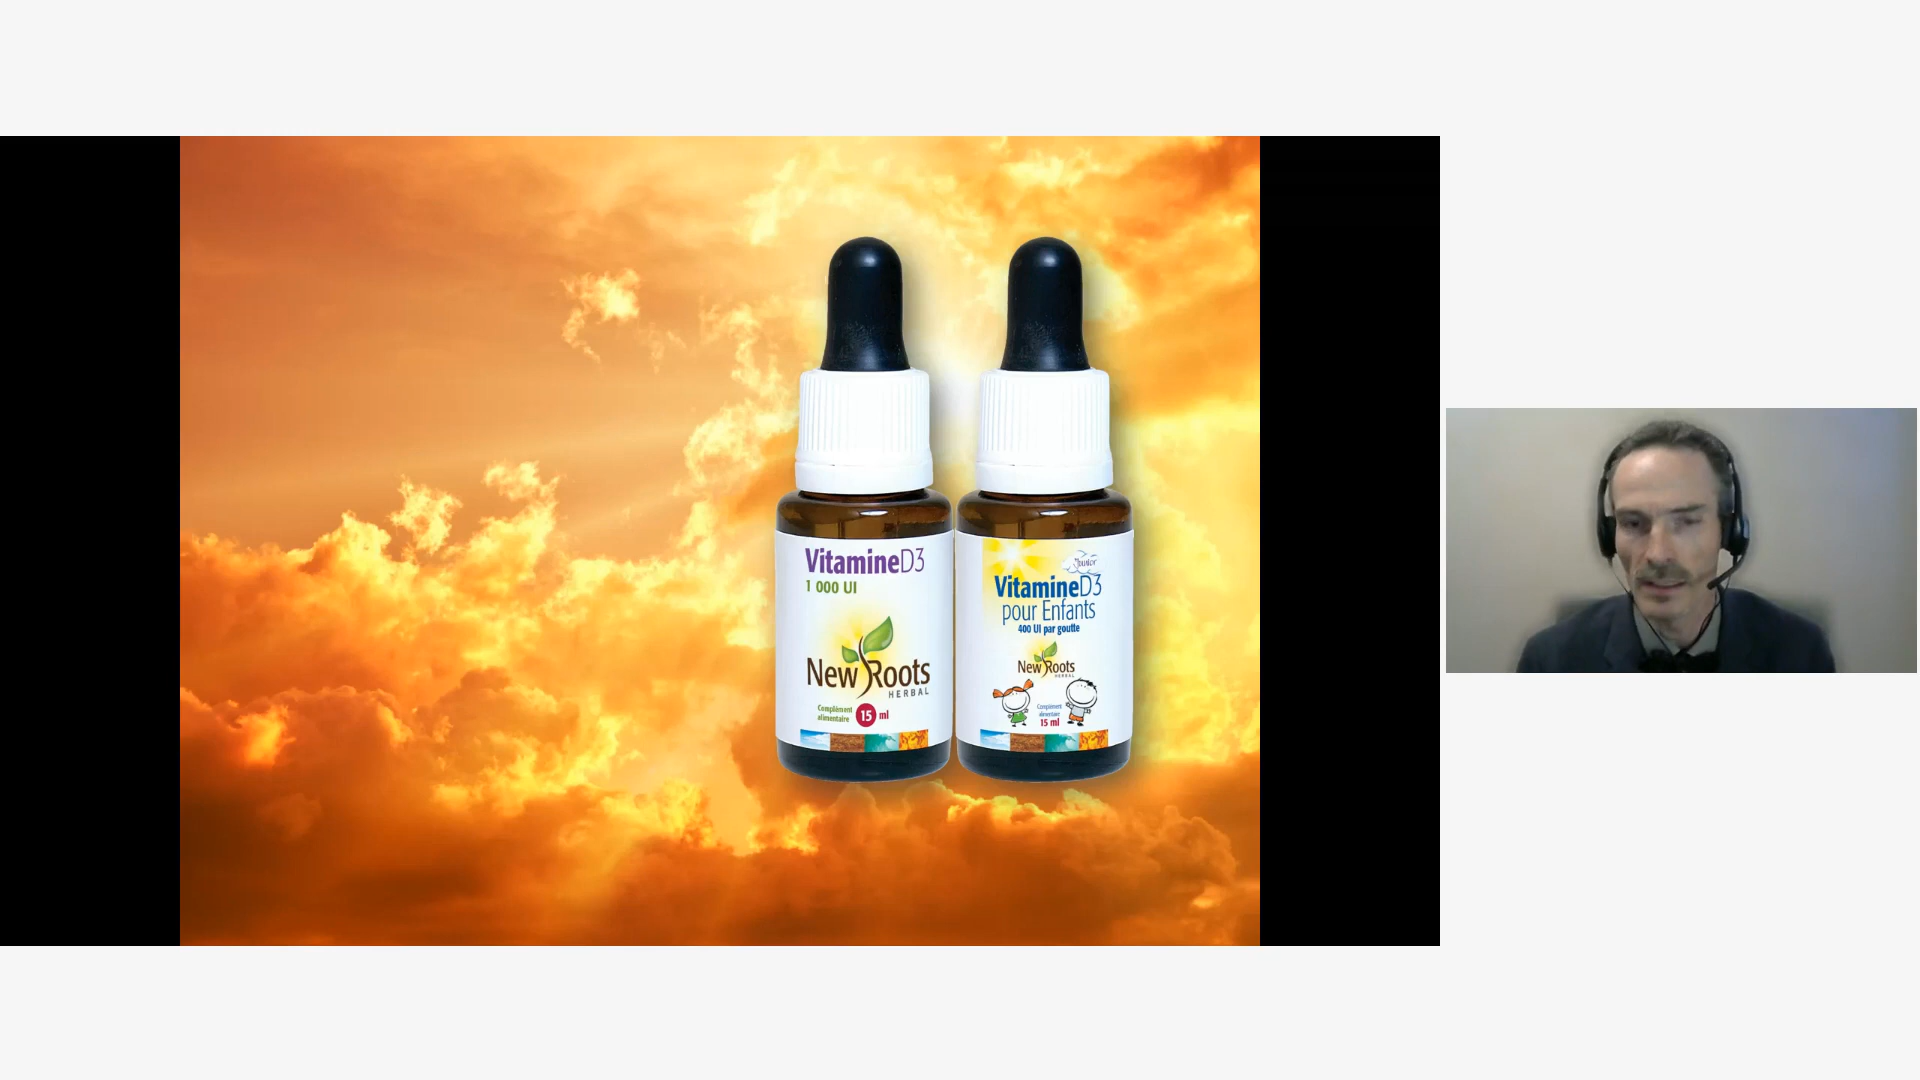 VitamineD3
1 000 UI
New Roots
HERBAL
Complément
alimentaire
15 ml
Junior
VitamineD3
pour Enfants
400 UI par goutte
New Roots
HERBAL
Complément
alimentaire
15 ml